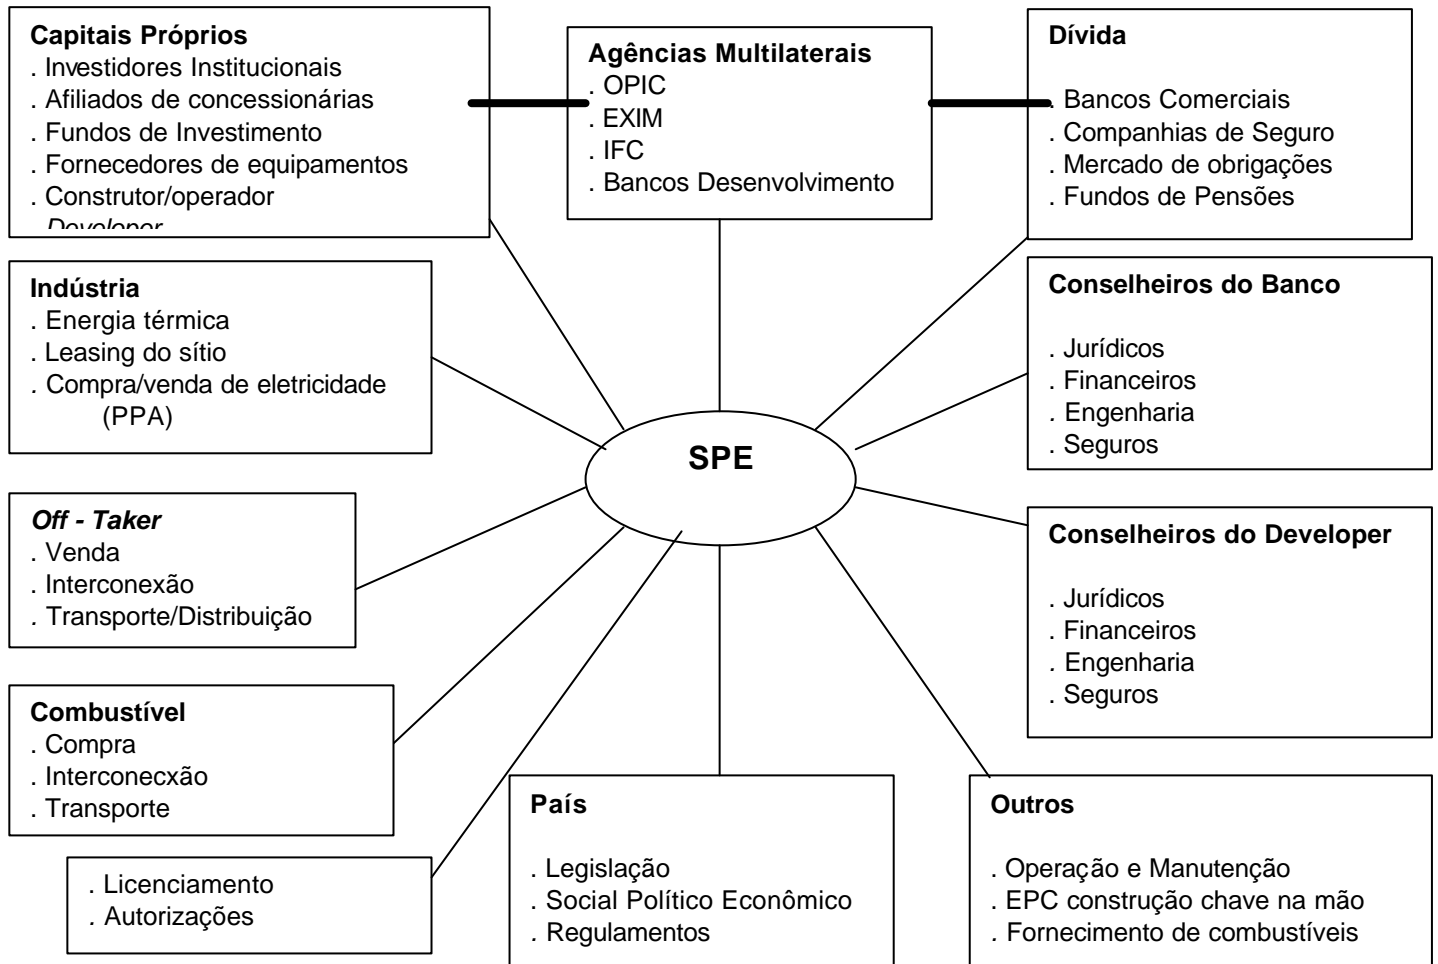 Capitais Próprios
. Investidores Institucionais
. Afiliados de concessionárias
. Fundos de Investimento
. Fornecedores de equipamentos
. Construtor/operador
. Developer
Agências Multilaterais
. OPIC
. EXIM
. IFC
. Bancos Desenvolvimento
Dívida
. Bancos Comerciais
. Companhias de Seguro
. Mercado de obrigações
. Fundos de Pensões
Indústria
. Energia térmica
. Leasing do sítio
. Compra/venda de eletricidade
(PPA)
Conselheiros do Banco
. Jurídicos
. Financeiros
. Engenharia
. Seguros
SPE
Off - Taker
. Venda
. Interconexão
. Transporte/Distribuição
Conselheiros do Developer
. Jurídicos
. Financeiros
. Engenharia
. Seguros
Combustível
. Compra
. Interconecxão
. Transporte
. Licenciamento
. Autorizações
País
. Legislação
. Social Político Econômico
. Regulamentos
Outros
. Operação e Manutenção
. EPC construção chave na mão
. Fornecimento de combustíveis